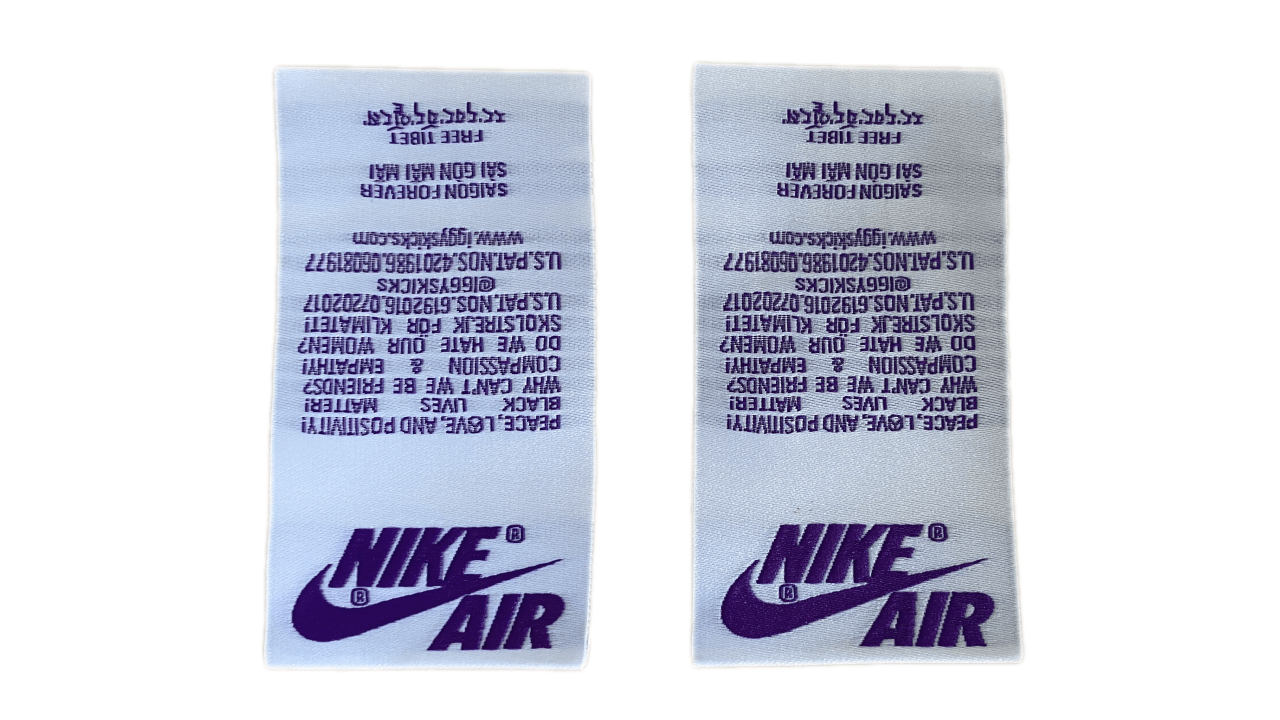 PEACE, LØVE, AND POSITIVITY!
BLACK LIVES MATTER!
WHY CAN'T WE BE FRIENDS?
COMPASSION & EMPATHY!
DO WE HATE OUR WOMEN?
SKOLSTREJK FÖR KLIMATET!
U.S.PAT.NOS.6192016.07202017
@IGGYSKICKS
U.S.PAT.NOS.4201986.06081977
www.iggyskicks.com
SAIGON FOREVER
SÀI GÒN MÃI MÃI
FREE TIBET
NIKE®
®
AIR
PEACE, LØVE, AND POSITIVITY!
BLACK LIVES MATTER!
WHY CAN'T WE BE FRIENDS?
COMPASSION & EMPATHY!
DO WE HATE OUR WOMEN?
SKOLSTREJK FÖR KLIMATET!
U.S.PAT.NOS.6192016.07202017
@IGGYSKICKS
U.S.PAT.NOS.4201986.06081977
www.iggyskicks.com
SAIGON FOREVER
SÀI GÒN MÃI MÃI
FREE TIBET
NIKE®
®
AIR